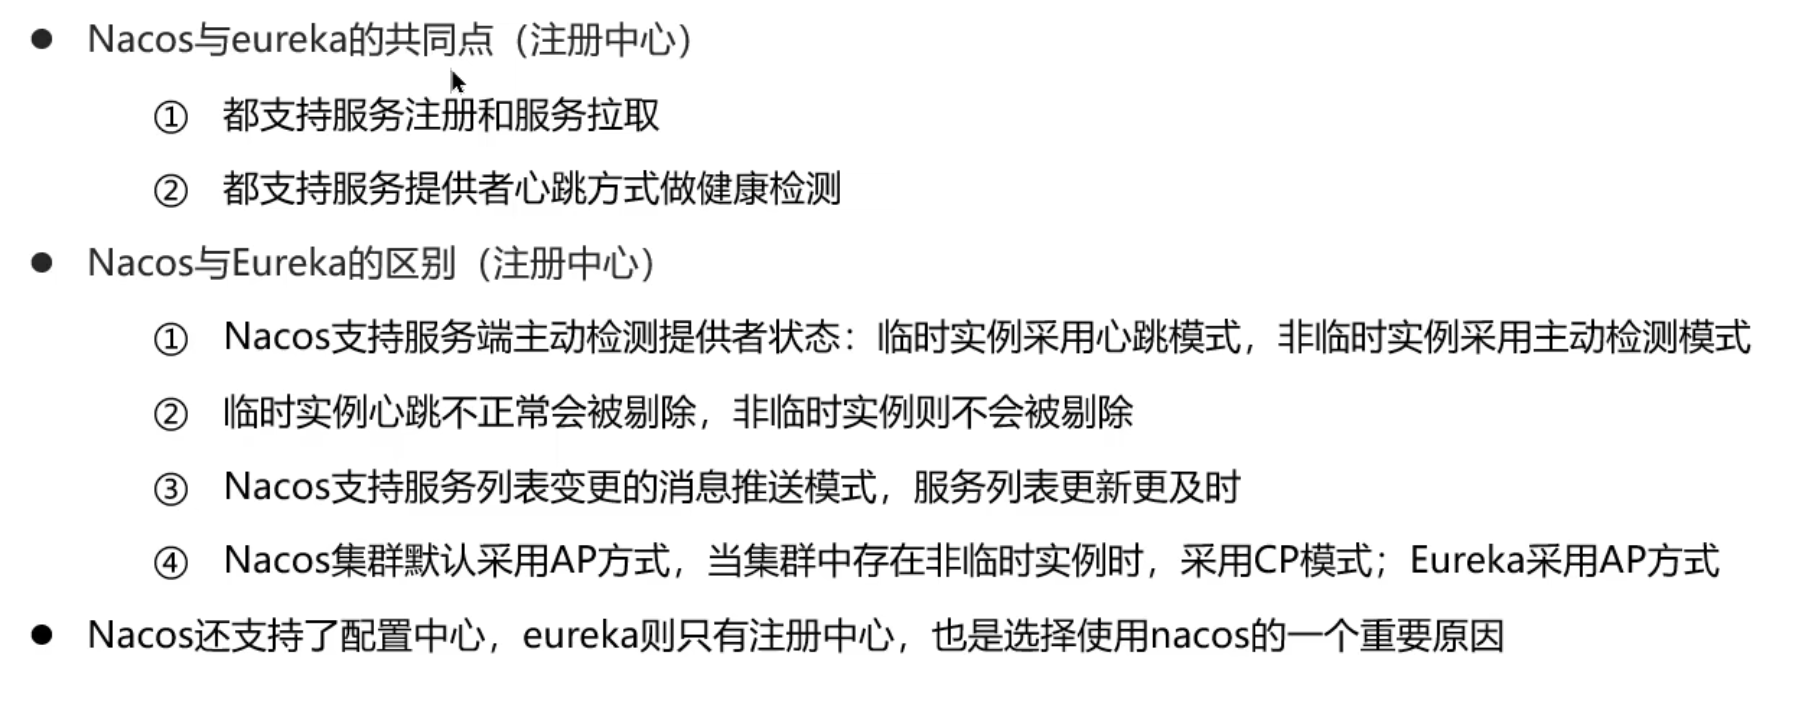 ● Nacos与eureka的共同点（注册中心）
① 都支持服务注册和服务拉取
② 都支持服务提供者心跳方式做健康检测
● Nacos与Eureka的区别（注册中心）
① Nacos支持服务端主动检测提供者状态：临时实例采用心跳模式，非临时实例采用主动检测模式
② 临时实例心跳不正常会被剔除，非临时实例则不会被剔除
③ Nacos支持服务列表变更的消息推送模式，服务列表更新更及时
④ Nacos集群默认采用AP方式，当集群中存在非临时实例时，采用CP模式；Eureka采用AP方式
● Nacos还支持了配置中心，eureka则只有注册中心，也是选择使用nacos的一个重要原因